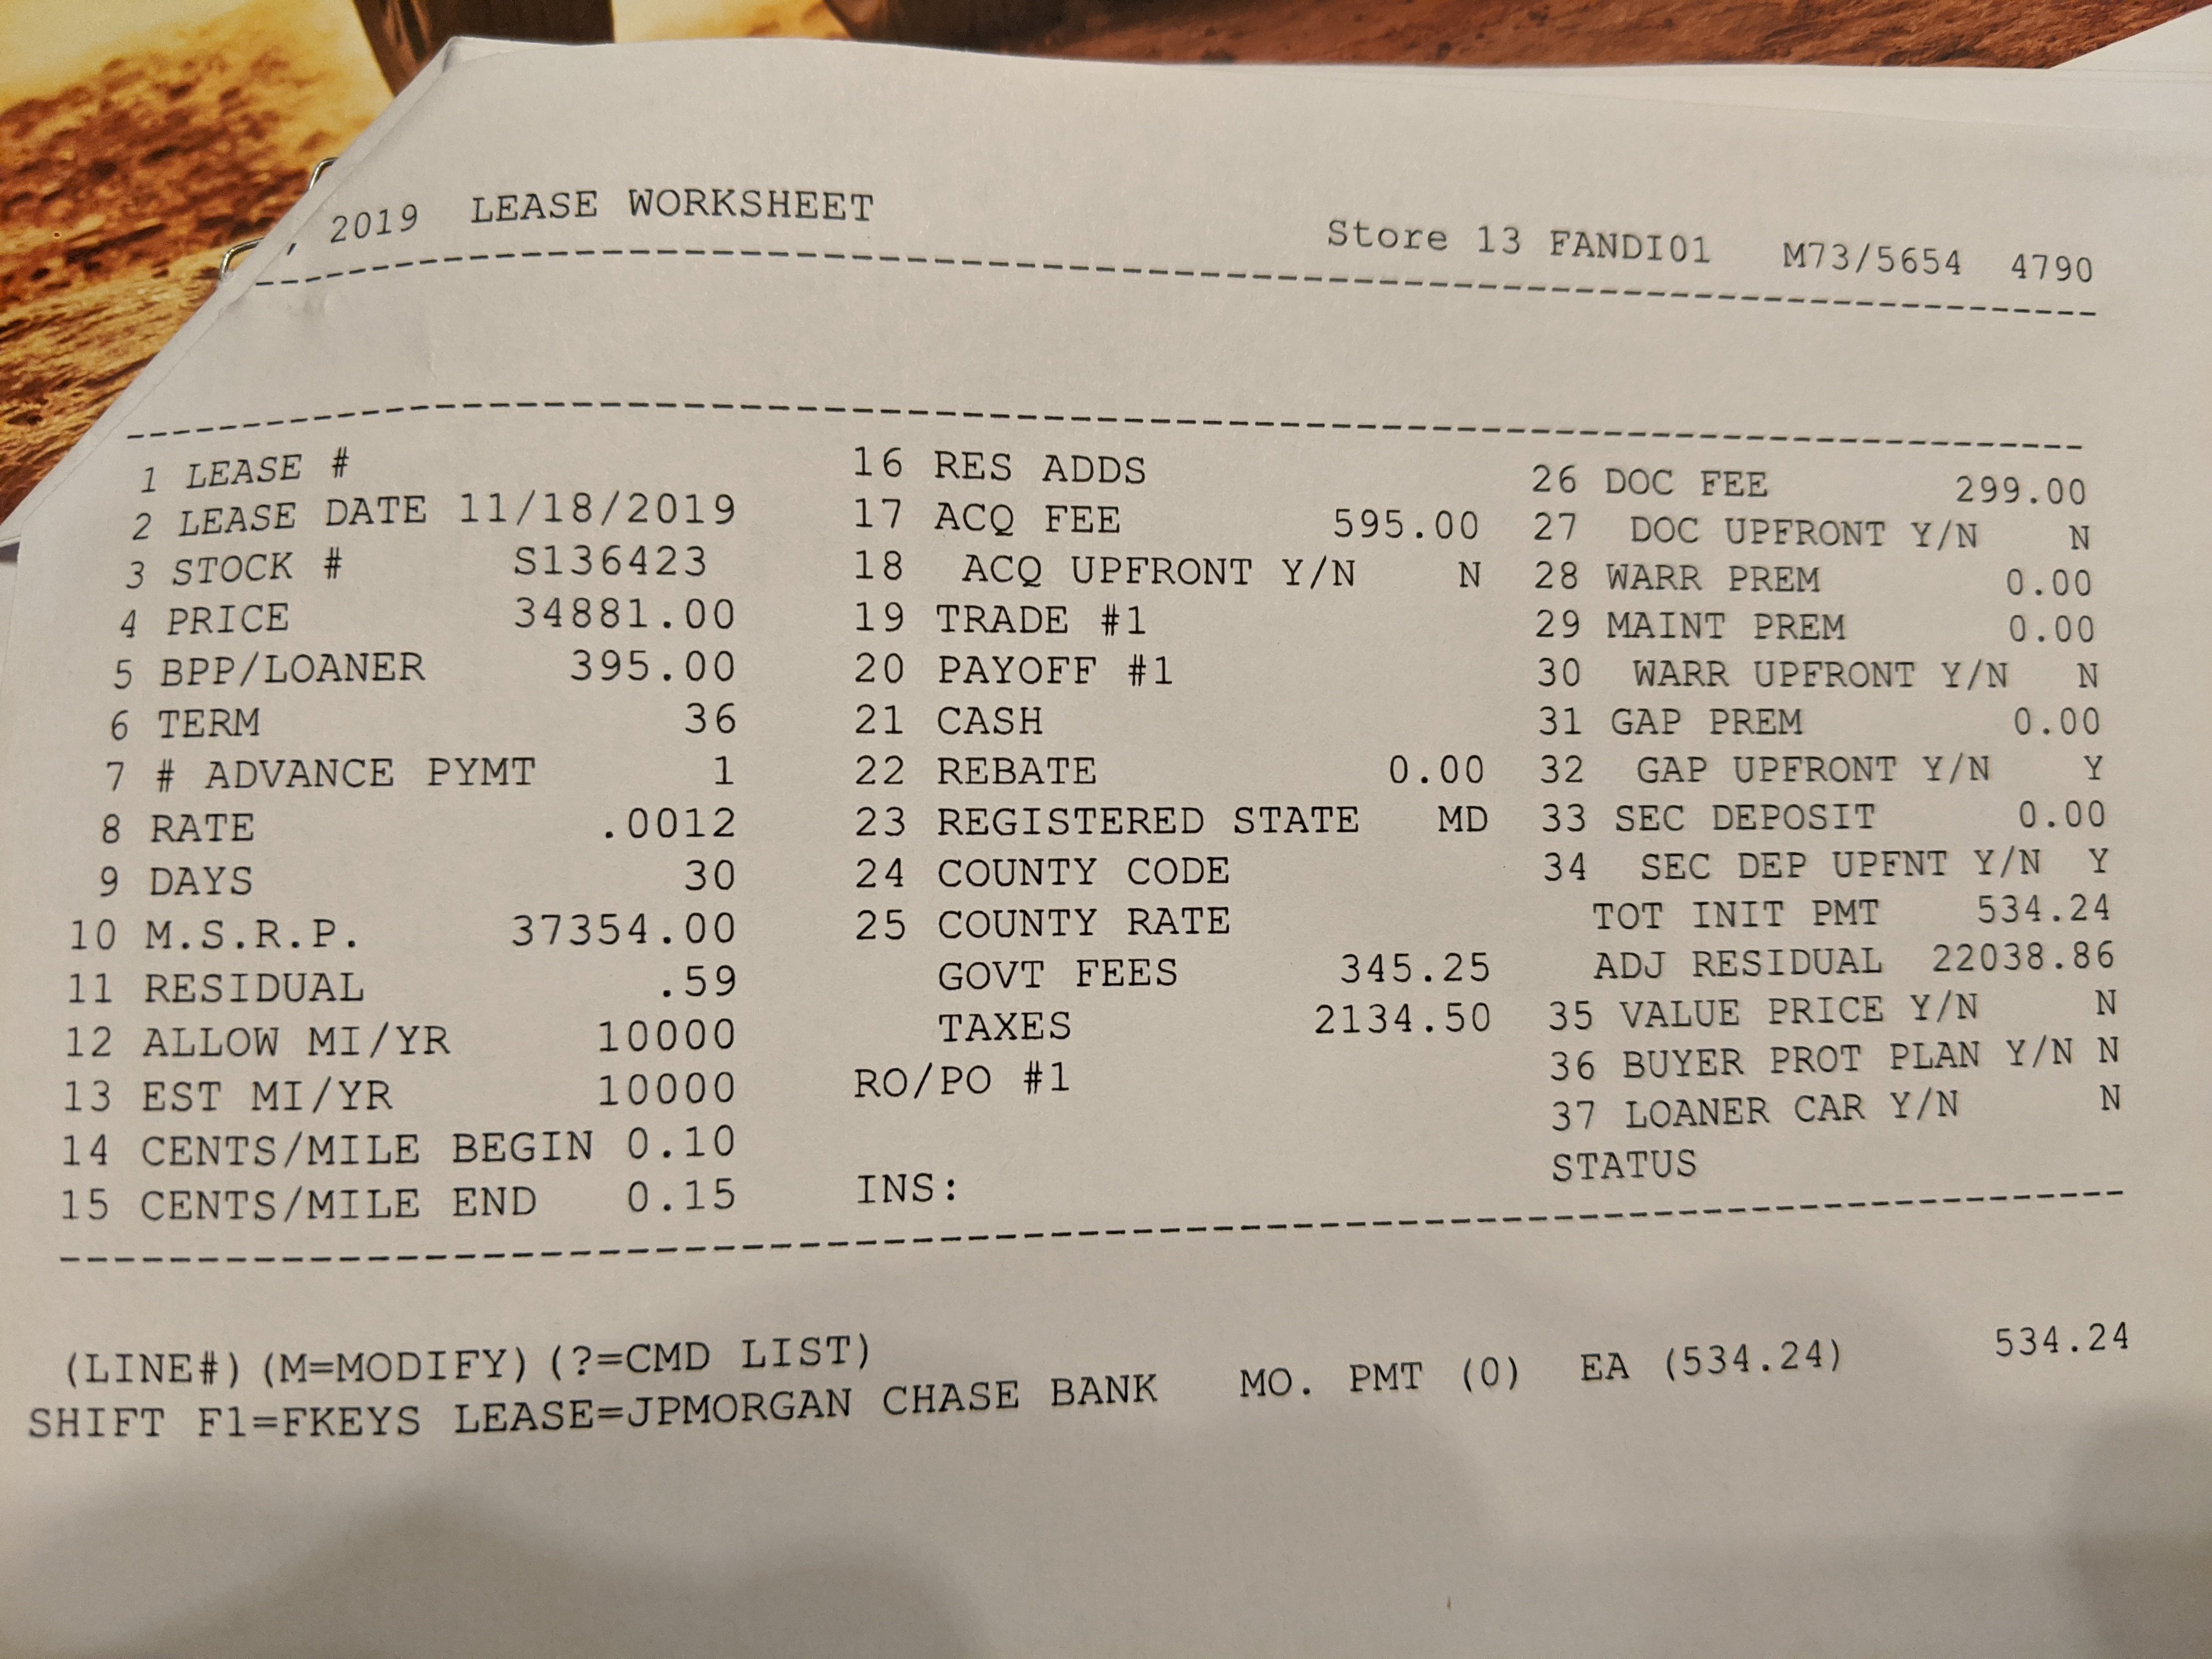 , 2019 LEASE WORKSHEET Store 13 FANDI01 M73/5654 4790
1 LEASE # 16 RES ADDS 26 DOC FEE 299.00
2 LEASE DATE 11/18/2019 17 ACQ FEE 595.00 27 DOC UPFRONT Y/N N
3 STOCK # S136423 18 ACQ UPFRONT Y/N N 28 WARR PREM 0.00
4 PRICE 34881.00 19 TRADE #1 29 MAINT PREM 0.00
5 BPP/LOANER 395.00 20 PAYOFF #1 30 WARR UPFRONT Y/N N
6 TERM 36 21 CASH 31 GAP PREM 0.00
7 # ADVANCE PYMT 1 22 REBATE 0.00 32 GAP UPFRONT Y/N Y
8 RATE .0012 23 REGISTERED STATE MD 33 SEC DEPOSIT 0.00
9 DAYS 30 24 COUNTY CODE 34 SEC DEP UPFNT Y/N Y
10 M.S.R.P. 37354.00 25 COUNTY RATE TOT INIT PMT 534.24
11 RESIDUAL .59 GOVT FEES 345.25 ADJ RESIDUAL 22038.86
12 ALLOW MI/YR 10000 TAXES 2134.50 35 VALUE PRICE Y/N N
13 EST MI/YR 10000 RO/PO #1 36 BUYER PROT PLAN Y/N N
14 CENTS/MILE BEGIN 0.10 37 LOANER CAR Y/N N
15 CENTS/MILE END 0.15 INS: STATUS
(LINE#)(M=MODIFY)(?=CMD LIST)
SHIFT F1=FKEYS LEASE=JPMORGAN CHASE BANK MO. PMT (0) EA (534.24) 534.24